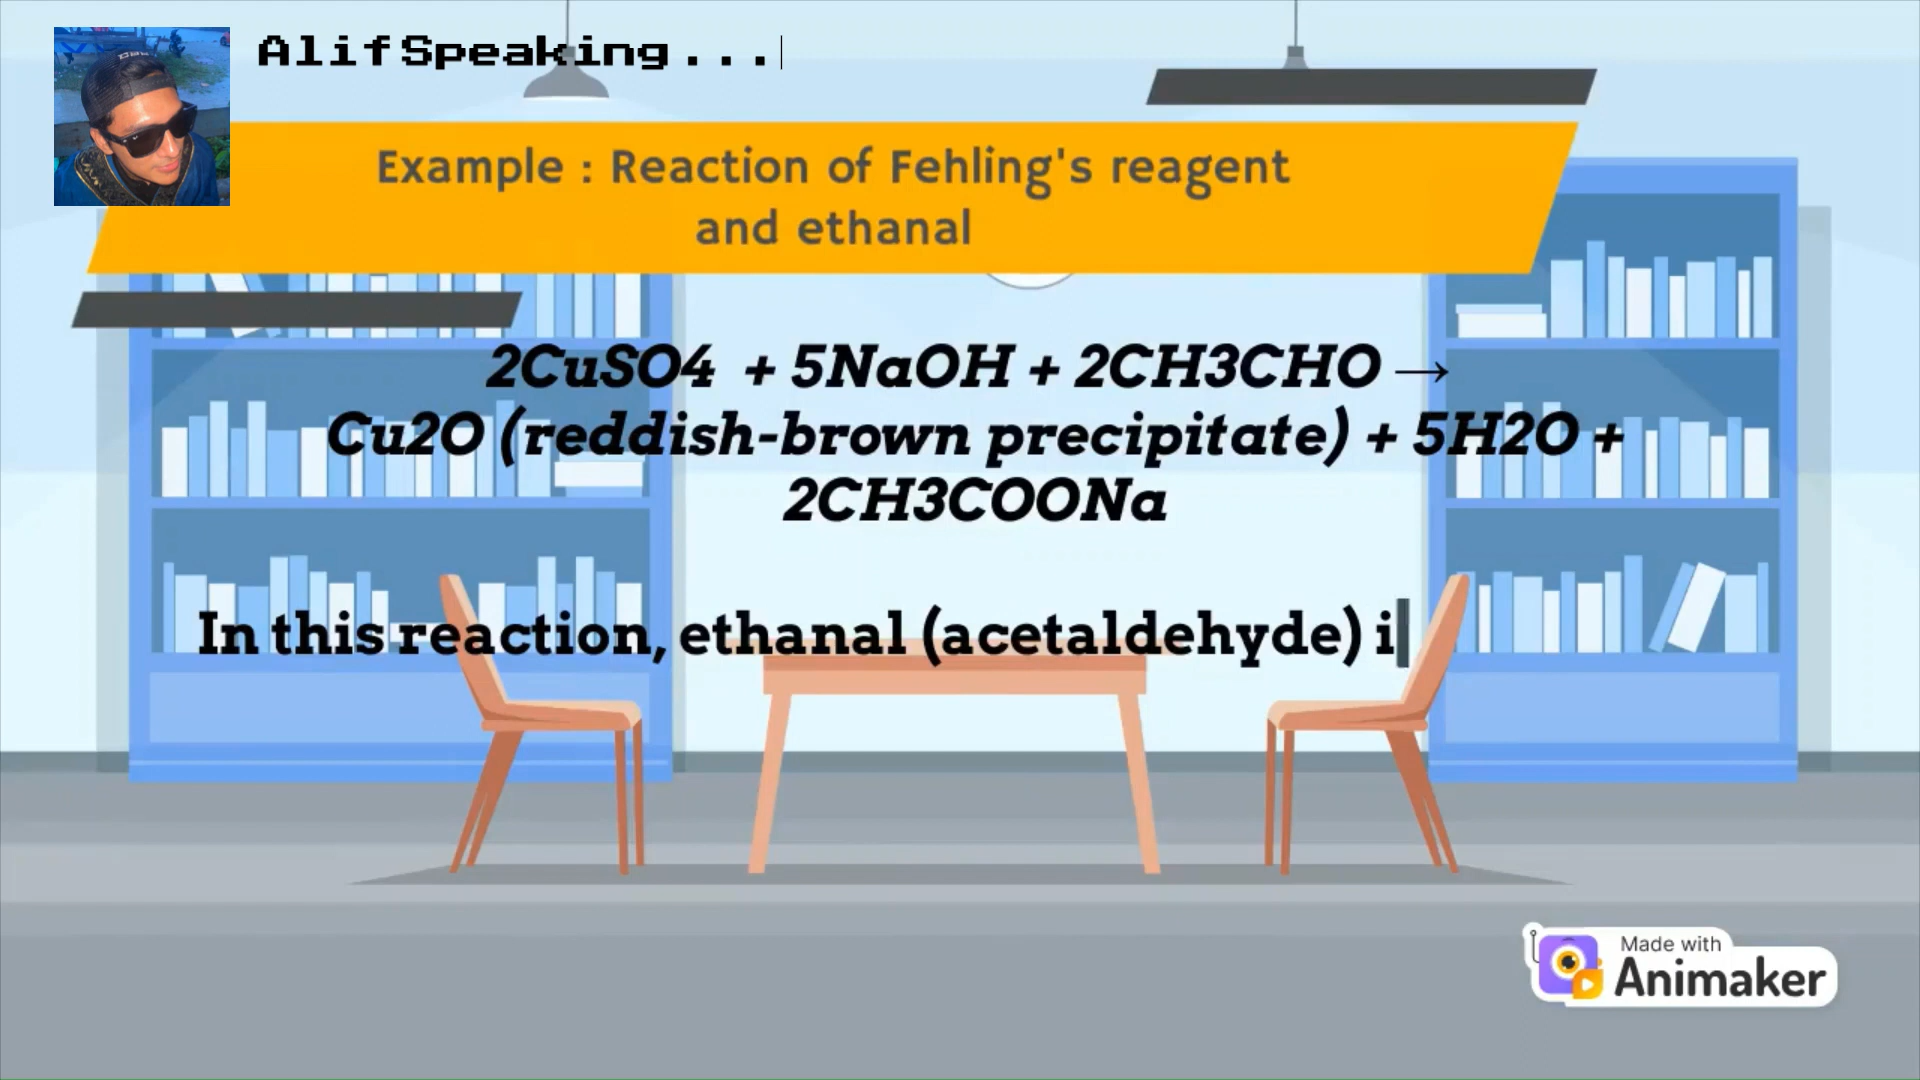 Alif Speaking...
Example : Reaction of Fehling's reagent
and ethanal
2CuSO4 + 5NaOH + 2CH3CHO →
Cu2O (reddish-brown precipitate) + 5H2O +
2CH3COONa
In this reaction, ethanal (acetaldehyde) i
Made with
Animaker